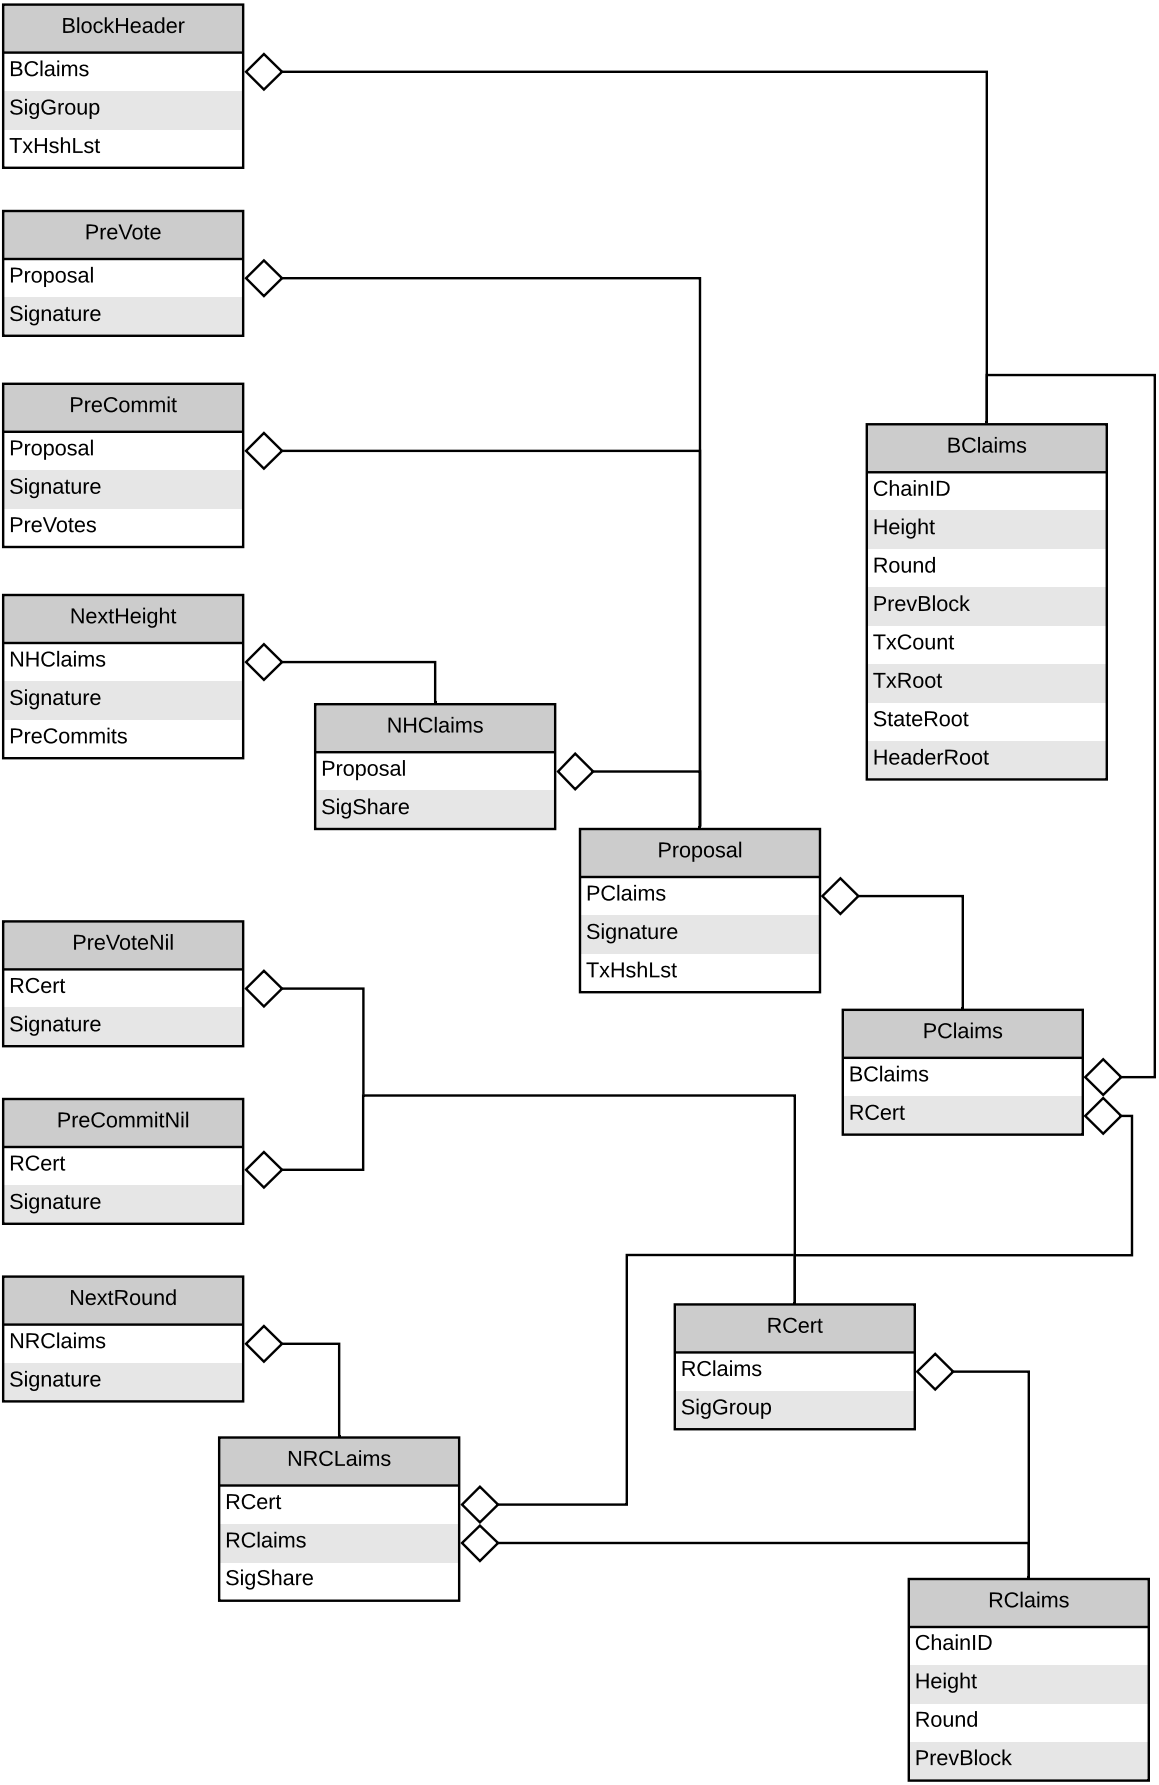 BlockHeader
BClaims
SigGroup
TxHshLst
PreVote
Proposal
Signature
PreCommit
Proposal
Signature
PreVotes
BClaims
ChainID
Height
Round
PrevBlock
TxCount
TxRoot
StateRoot
HeaderRoot
NextHeight
NHClaims
Signature
PreCommits
NHClaims
Proposal
SigShare
Proposal
PClaims
Signature
TxHshLst
PreVoteNil
RCert
Signature
PClaims
BClaims
RCert
PreCommitNil
RCert
Signature
NextRound
NRClaims
Signature
RCert
RClaims
SigGroup
NRCLaims
RCert
RClaims
SigShare
RClaims
ChainID
Height
Round
PrevBlock